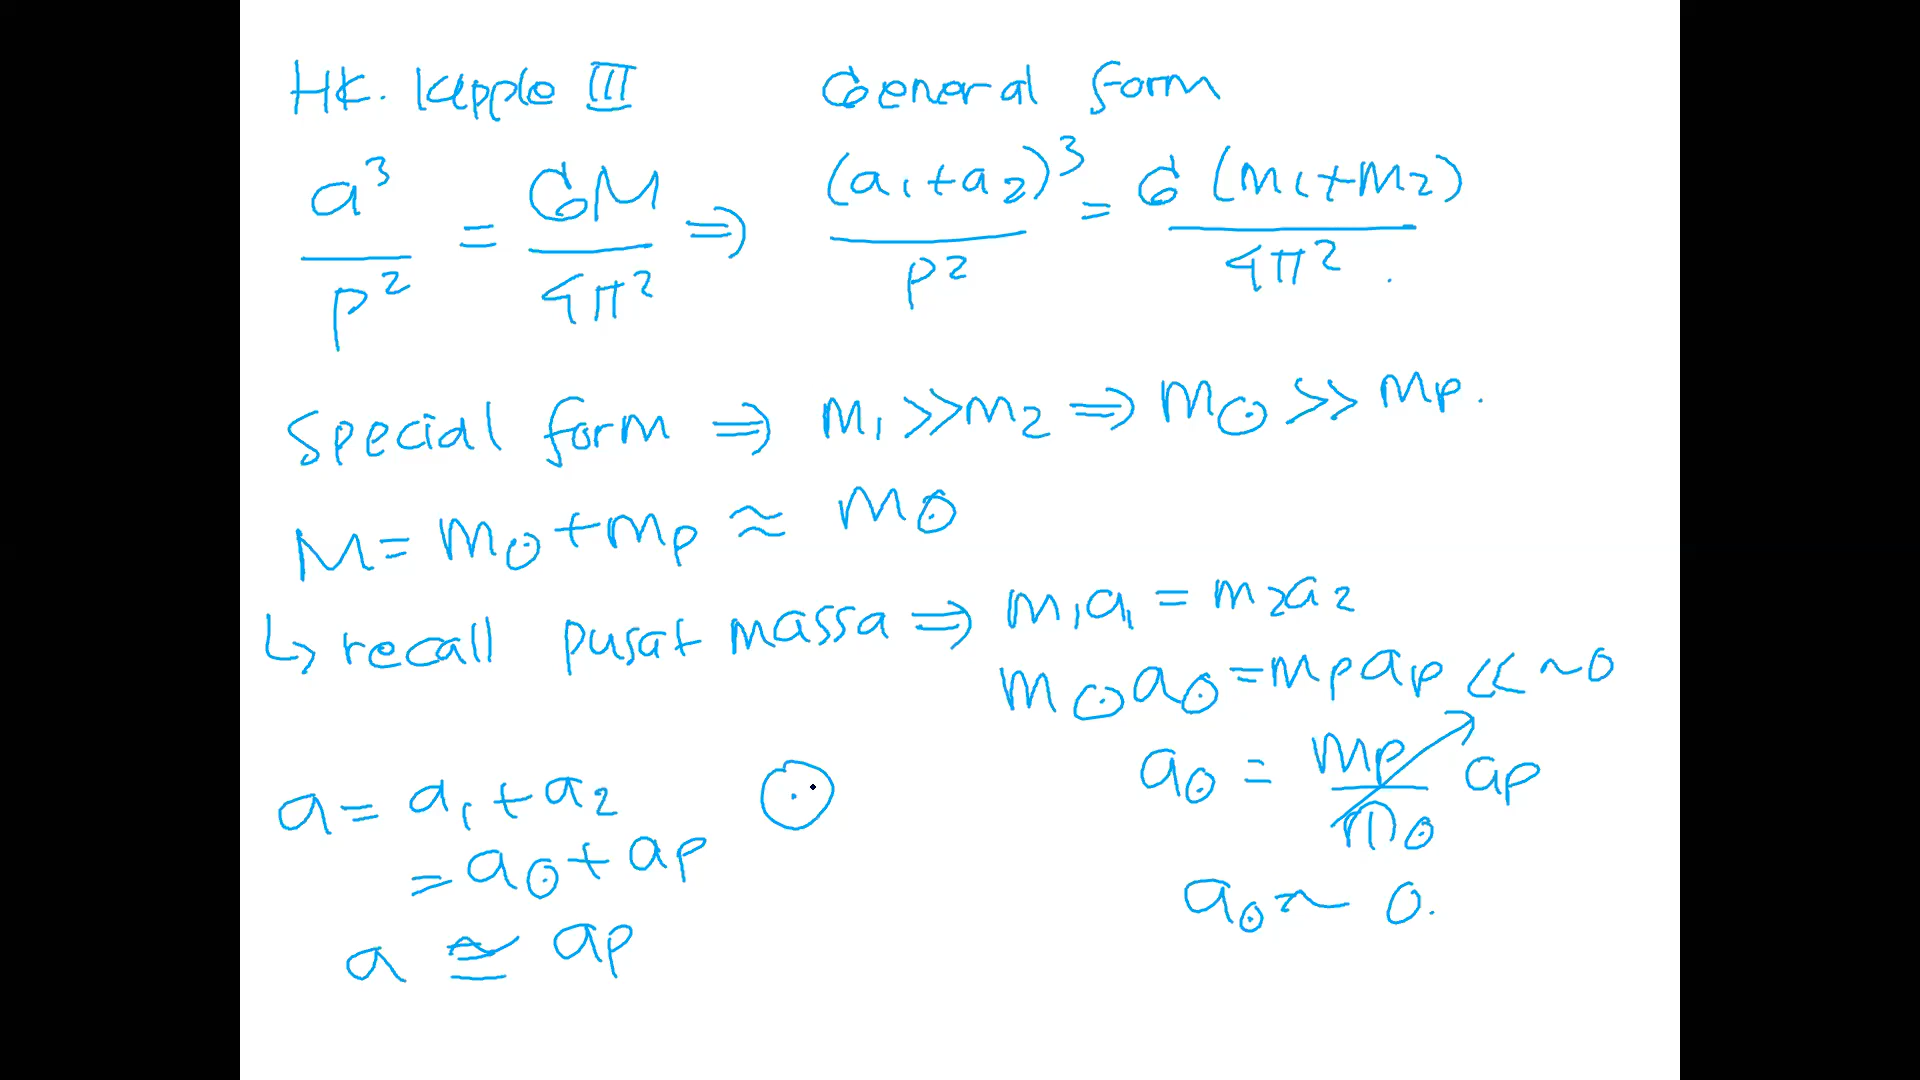 HK. Kepple III General form
a³/P² = GM/4π² ⇒ (a₁+a₂)³/P² = G(m₁+m₂)/4π².
Special form ⇒ m₁ >> m₂ ⇒ m⊙ >> mp.
M = m⊙ + mp ≈ m⊙
↳ recall pusat massa ⇒ m₁a₁ = m₂a₂
m⊙a⊙ = mpap << ~0
a⊙ = mp/m⊙ ap
a⊙ ~ 0.
a = a₁ + a₂
= a⊙ + ap
a ≃ ap